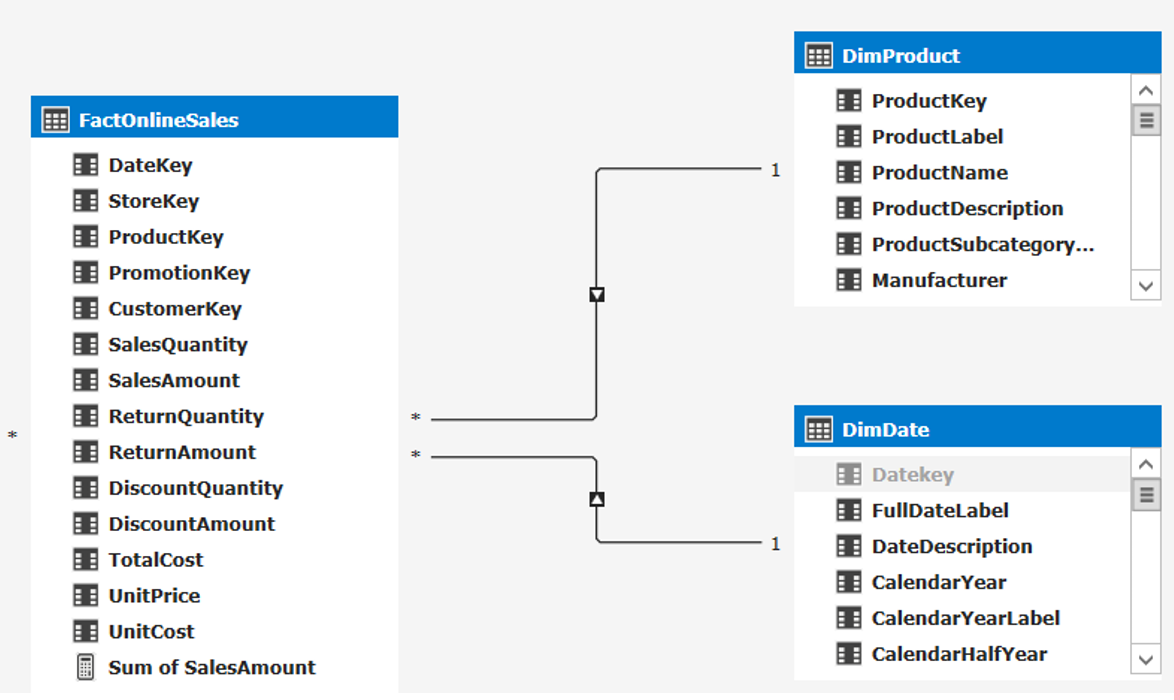 FactOnlineSales
DateKey
StoreKey
ProductKey
PromotionKey
CustomerKey
SalesQuantity
SalesAmount
ReturnQuantity
ReturnAmount
DiscountQuantity
DiscountAmount
TotalCost
UnitPrice
UnitCost
Sum of SalesAmount
*
*
*
1
1
DimProduct
ProductKey
ProductLabel
ProductName
ProductDescription
ProductSubcategory...
Manufacturer
DimDate
Datekey
FullDateLabel
DateDescription
CalendarYear
CalendarYearLabel
CalendarHalfYear